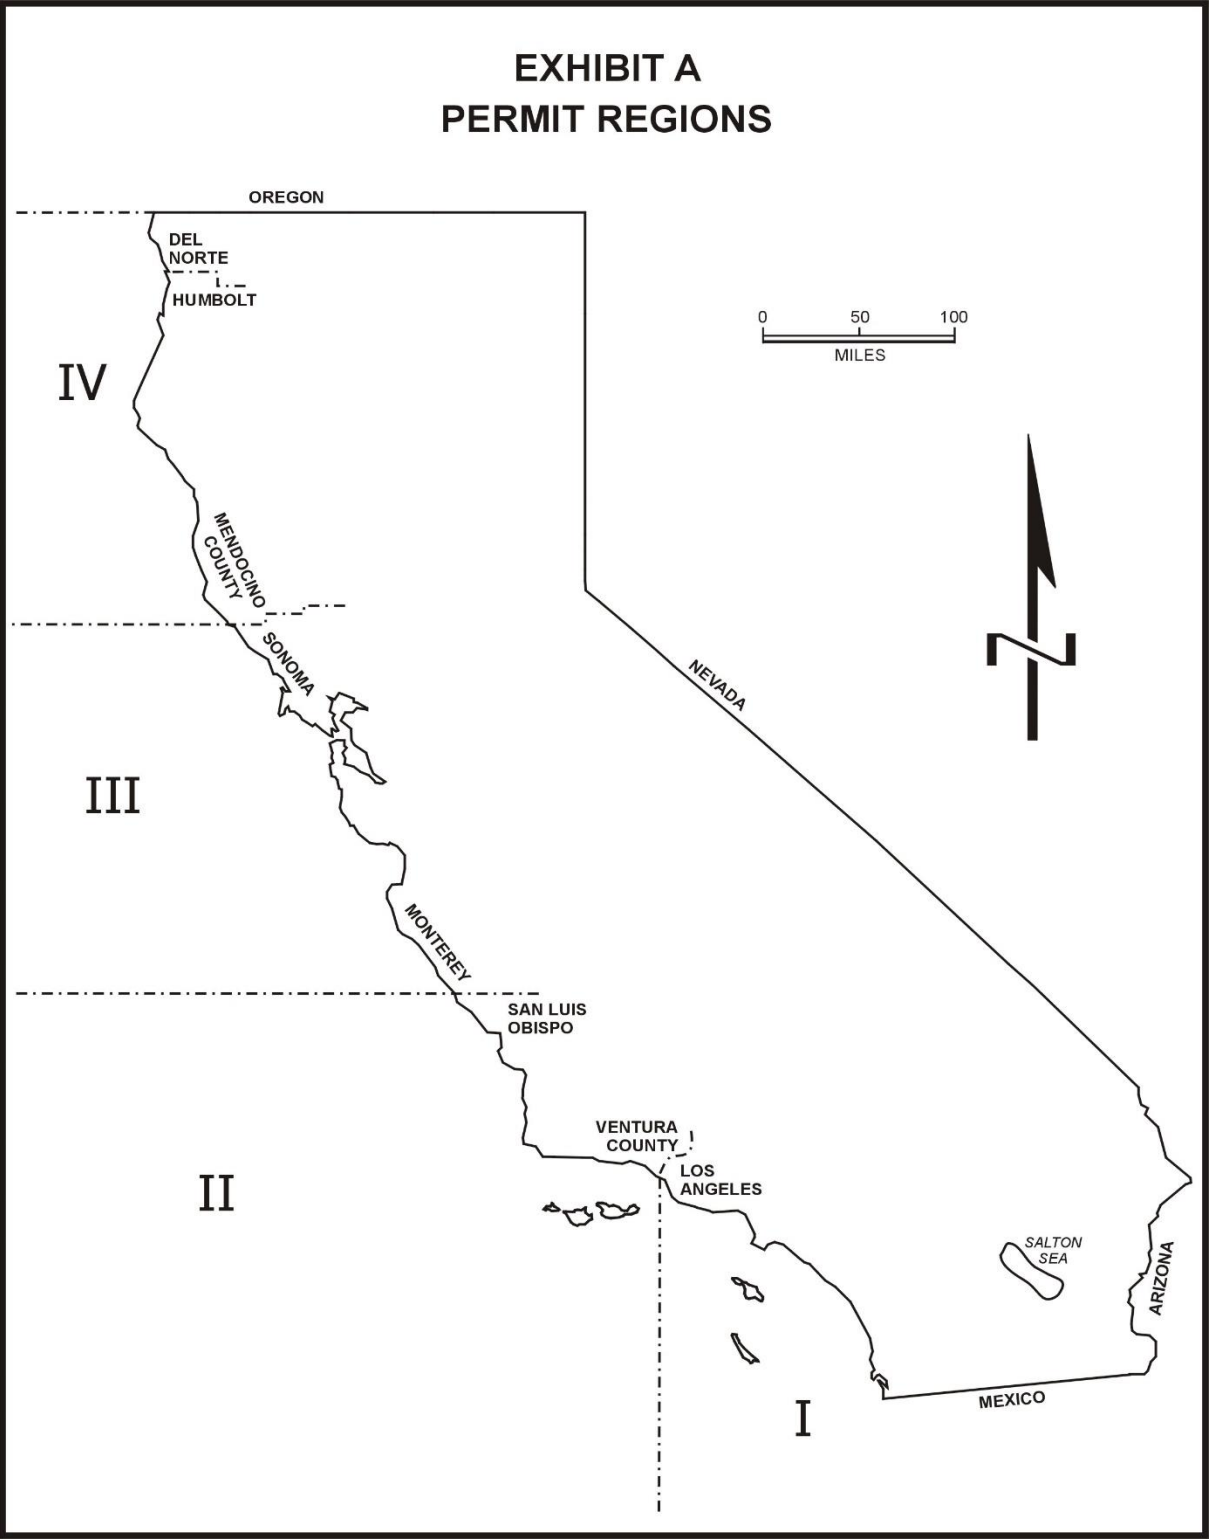 EXHIBIT A
PERMIT REGIONS
OREGON
DEL
NORTE
HUMBOLT
0 50 100
MILES
IV
MENDOCINO
COUNTY
SONOMA
NEVADA
N
III
MONTEREY
SAN LUIS
OBISPO
VENTURA
COUNTY
LOS
ANGELES
II
SALTON
SEA
ARIZONA
MEXICO
I